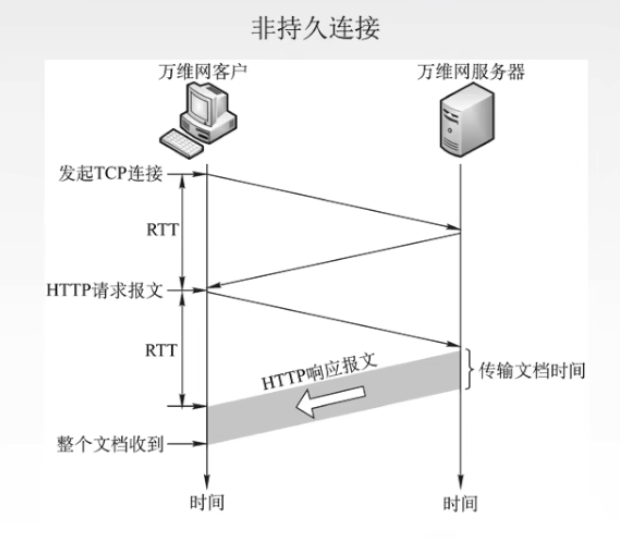 非持久连接
万维网客户
万维网服务器
发起TCP连接
RTT
HTTP请求报文
RTT
HTTP响应报文
传输文档时间
整个文档收到
时间
时间